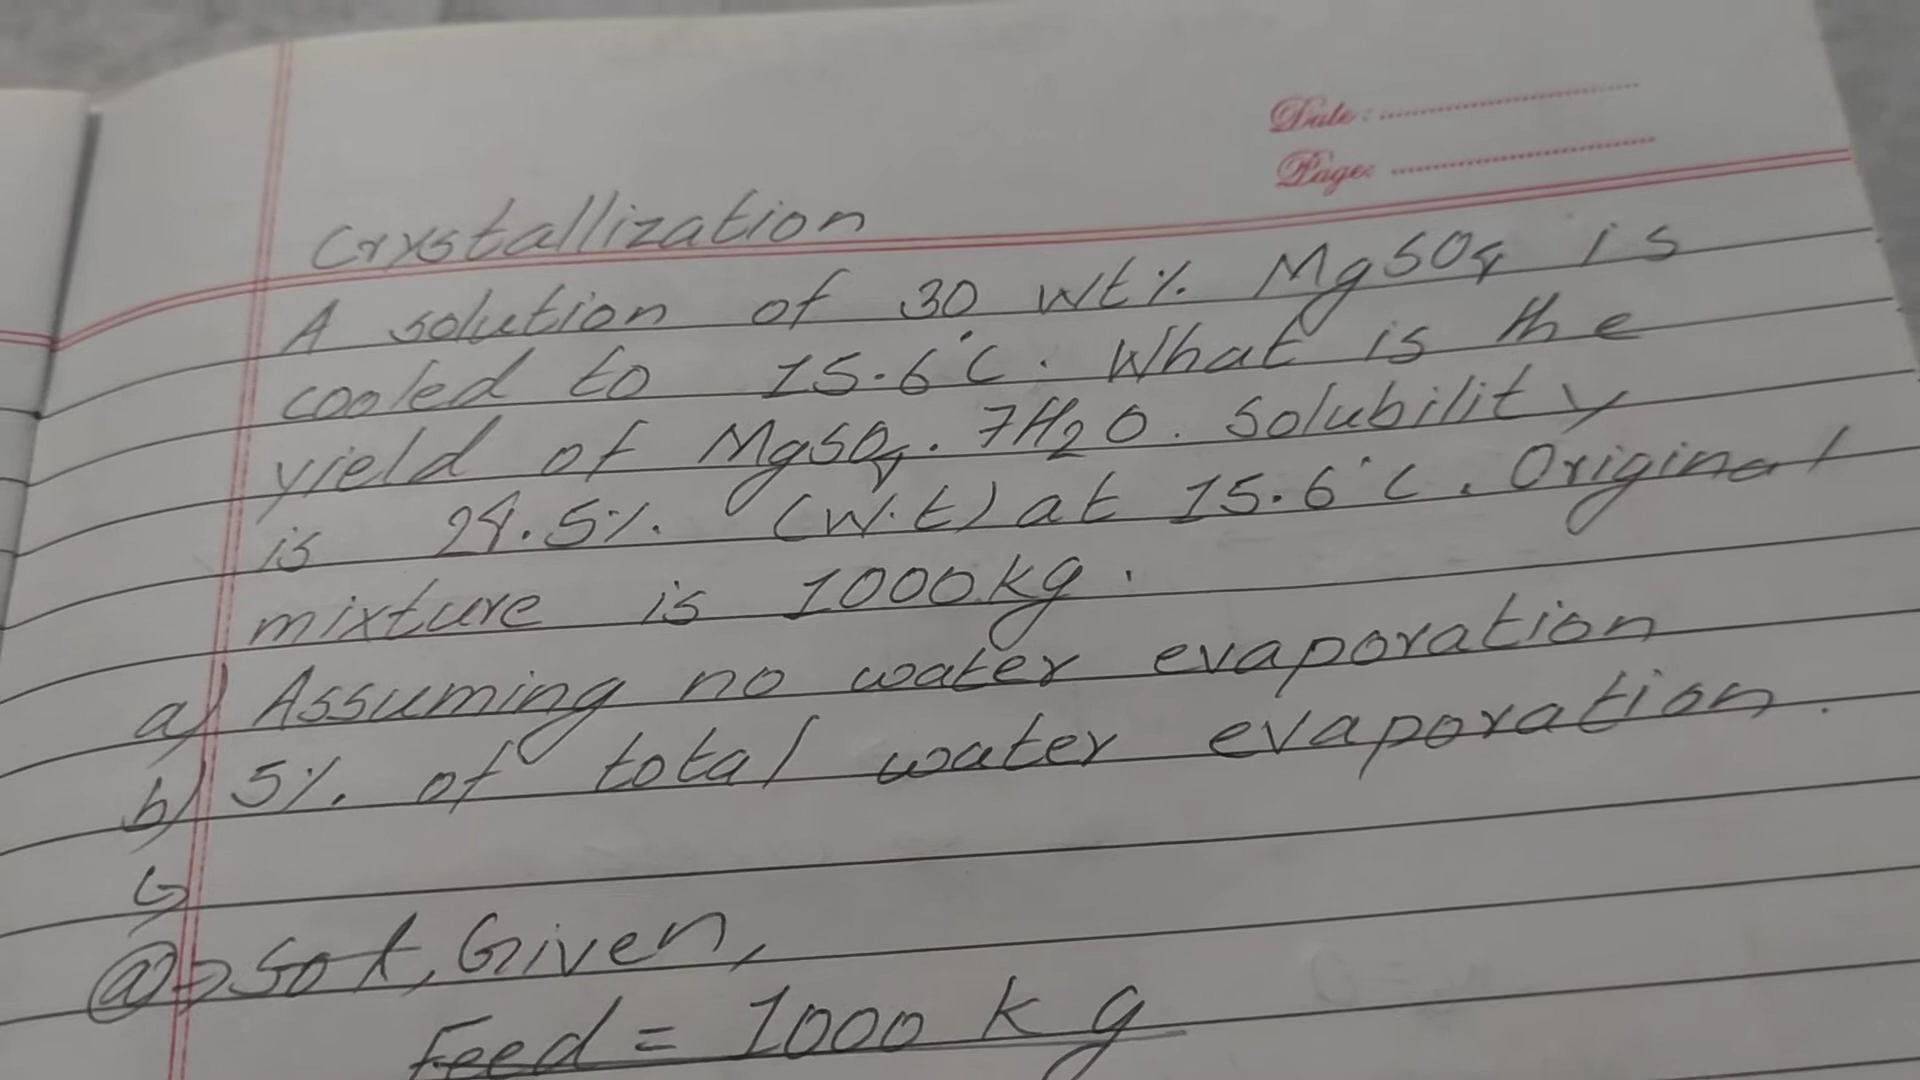 Date:
Page:
Crystallization
A solution of 30 wt% MgSO4 is
cooled to 15.6°C. What is the
yield of MgSO4.7H2O. Solubility
is 24.5% (w.t) at 15.6°C. Original
mixture is 1000kg.
a) Assuming no water evaporation
b) 5% of total water evaporation.
@)=> Sol, Given,
Feed = 1000 kg